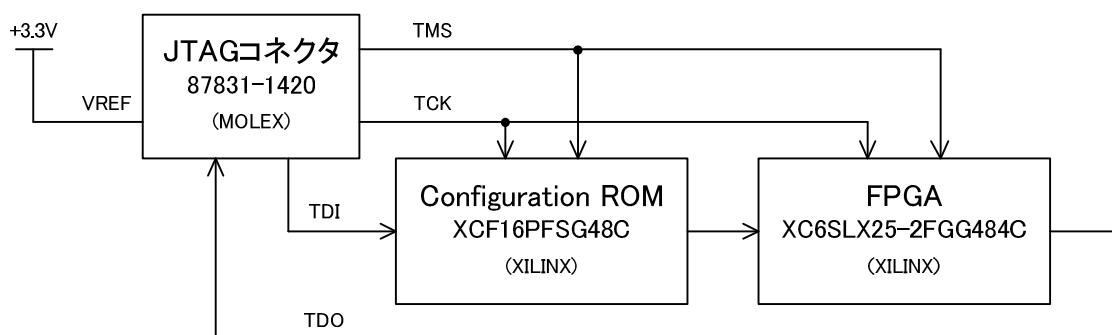 +3.3V
VREF
JTAGコネクタ
87831-1420
(MOLEX)
TMS
TCK
TDI
Configuration ROM
XCF16PFSG48C
(XILINX)
FPGA
XC6SLX25-2FGG484C
(XILINX)
TDO